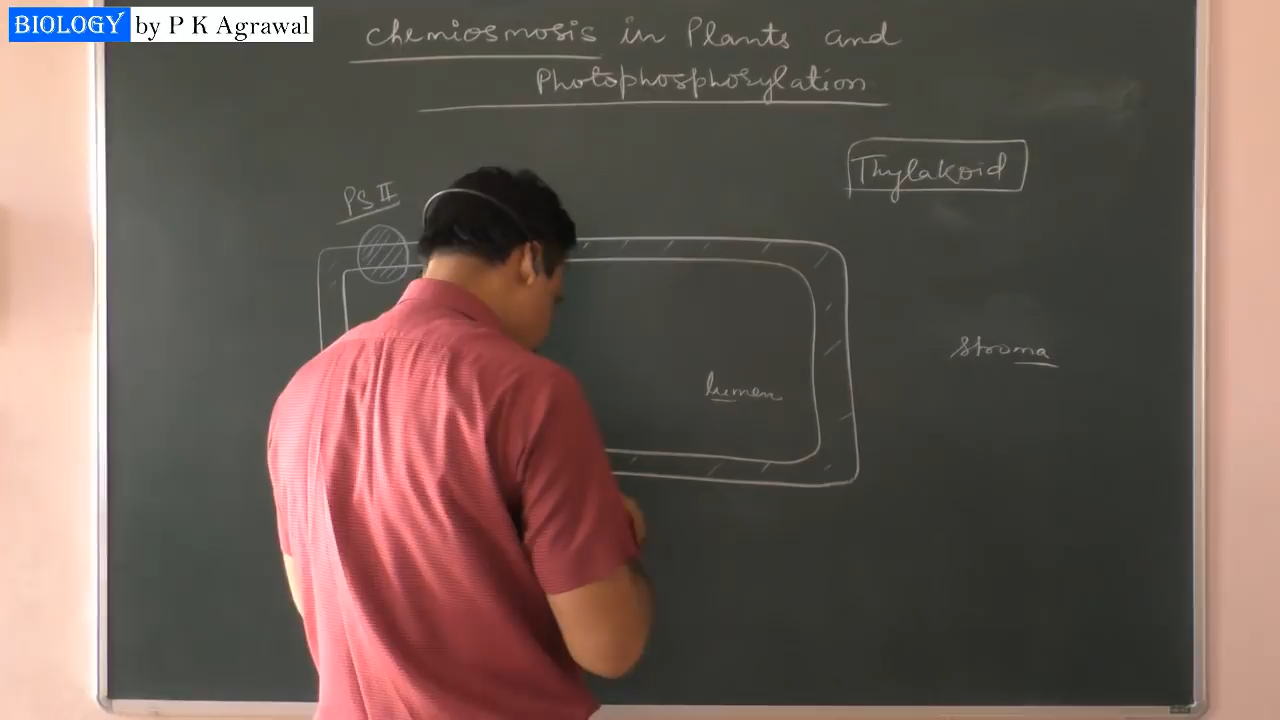 BIOLOGY by P K Agrawal
chemiosmosis in Plants and
Photophosphorylation
Thylakoid
PS II
stroma
lumen